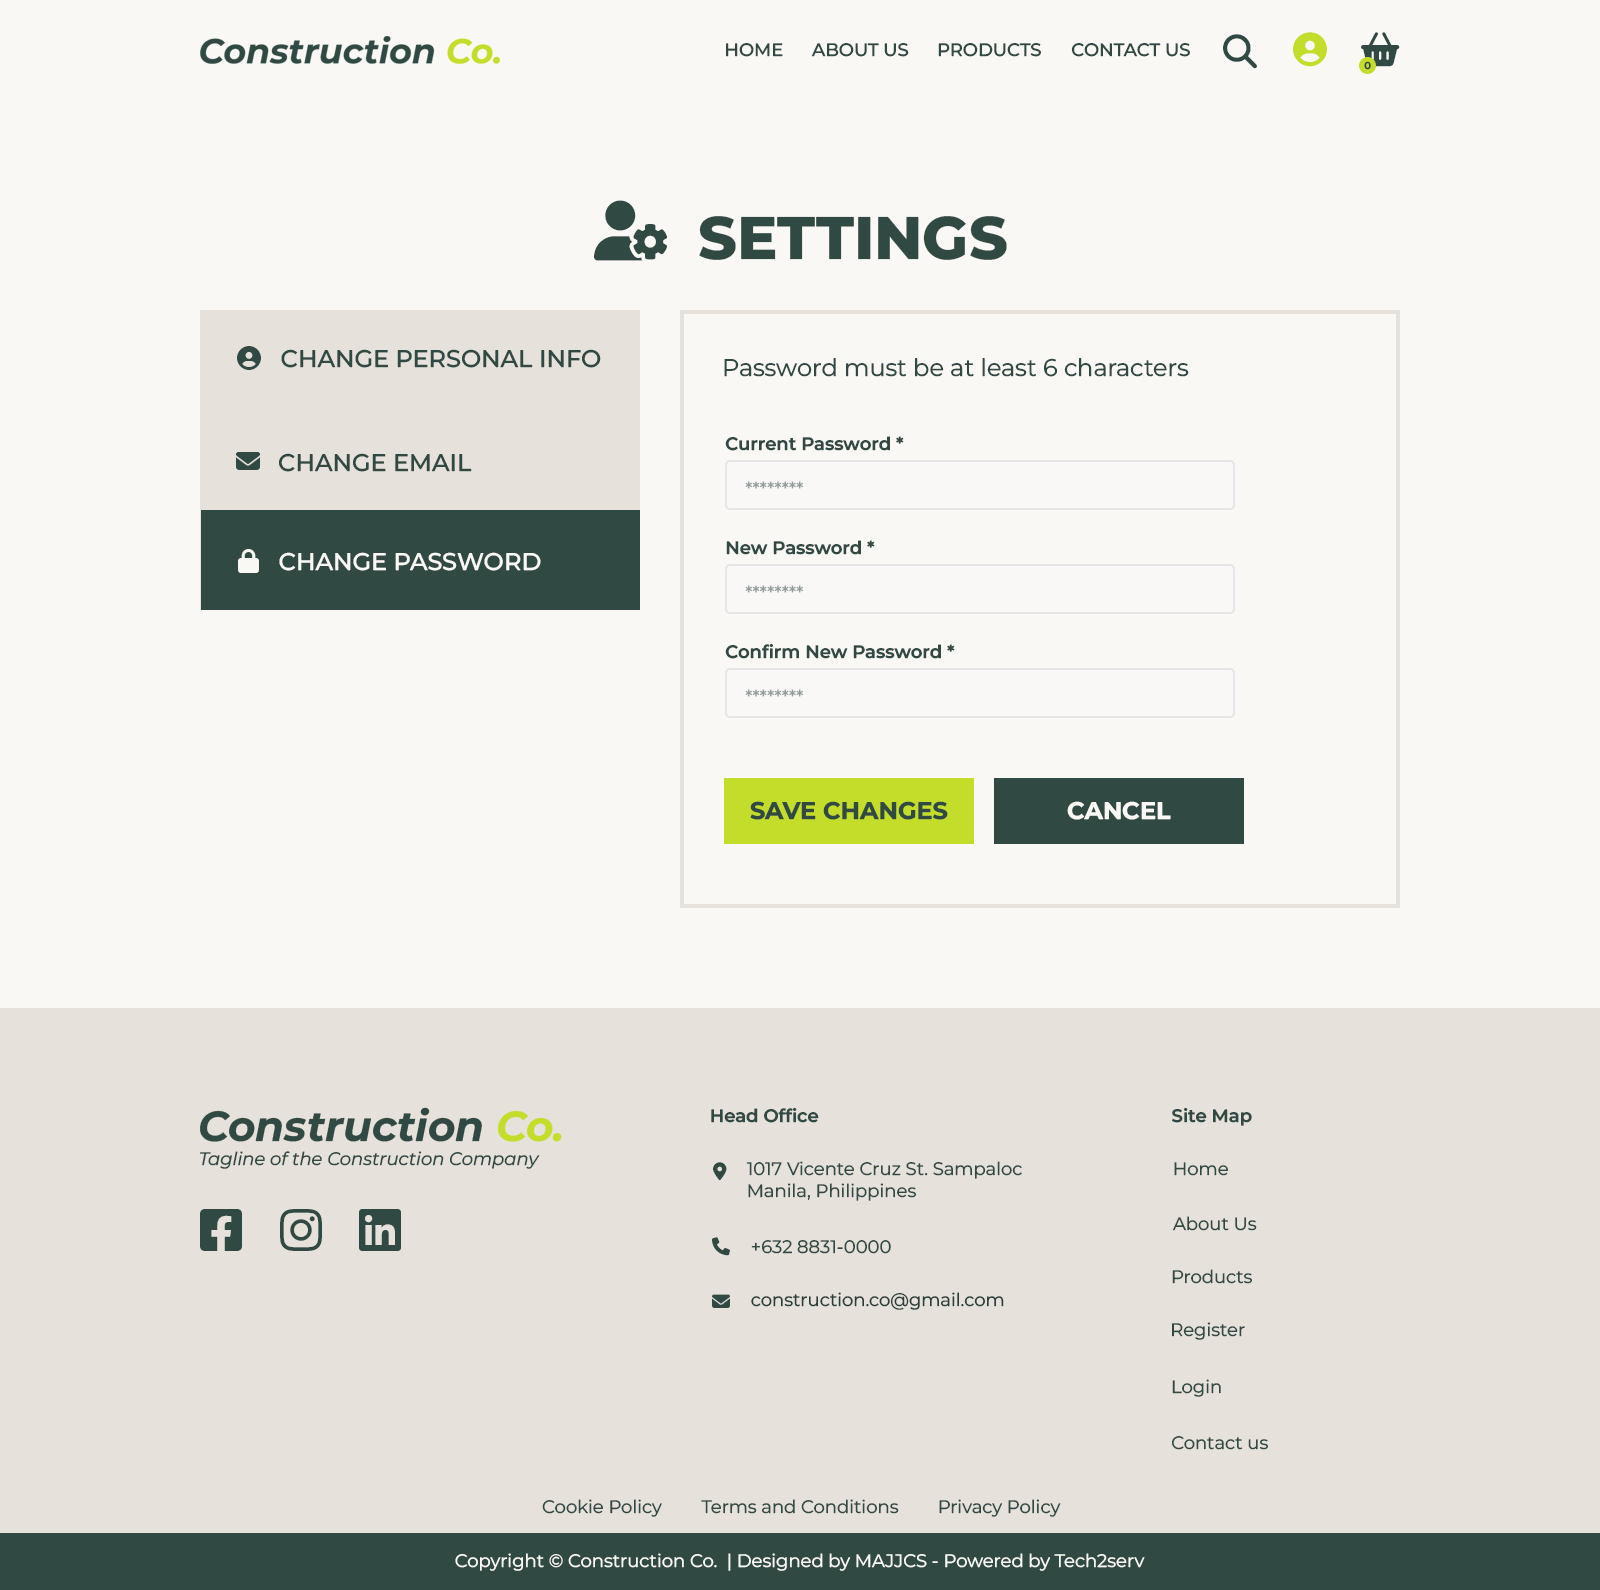 Construction Co.
HOME ABOUT US PRODUCTS CONTACT US
0
SETTINGS
CHANGE PERSONAL INFO
CHANGE EMAIL
CHANGE PASSWORD
Password must be at least 6 characters
Current Password *
********
New Password *
********
Confirm New Password *
********
SAVE CHANGES CANCEL
Construction Co.
Tagline of the Construction Company
Head Office
1017 Vicente Cruz St. Sampaloc
Manila, Philippines
+632 8831-0000
construction.co@gmail.com
Site Map
Home
About Us
Products
Register
Login
Contact us
Cookie Policy Terms and Conditions Privacy Policy
Copyright © Construction Co. | Designed by MAJJCS - Powered by Tech2serv